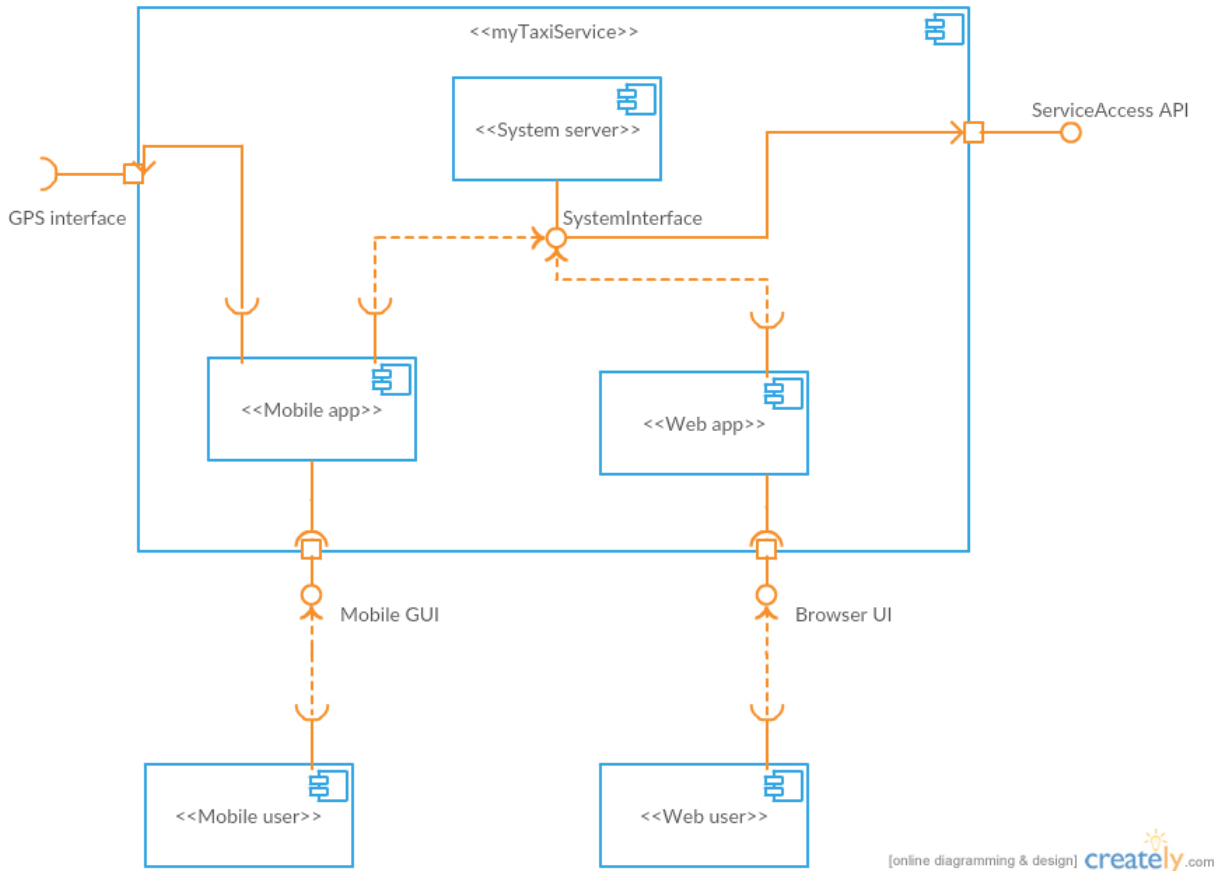 <<myTaxiService>>
ServiceAccess API
<<System server>>
GPS interface
SystemInterface
<<Mobile app>>
<<Web app>>
Mobile GUI
Browser UI
<<Mobile user>>
<<Web user>>
[online diagramming & design] creately.com